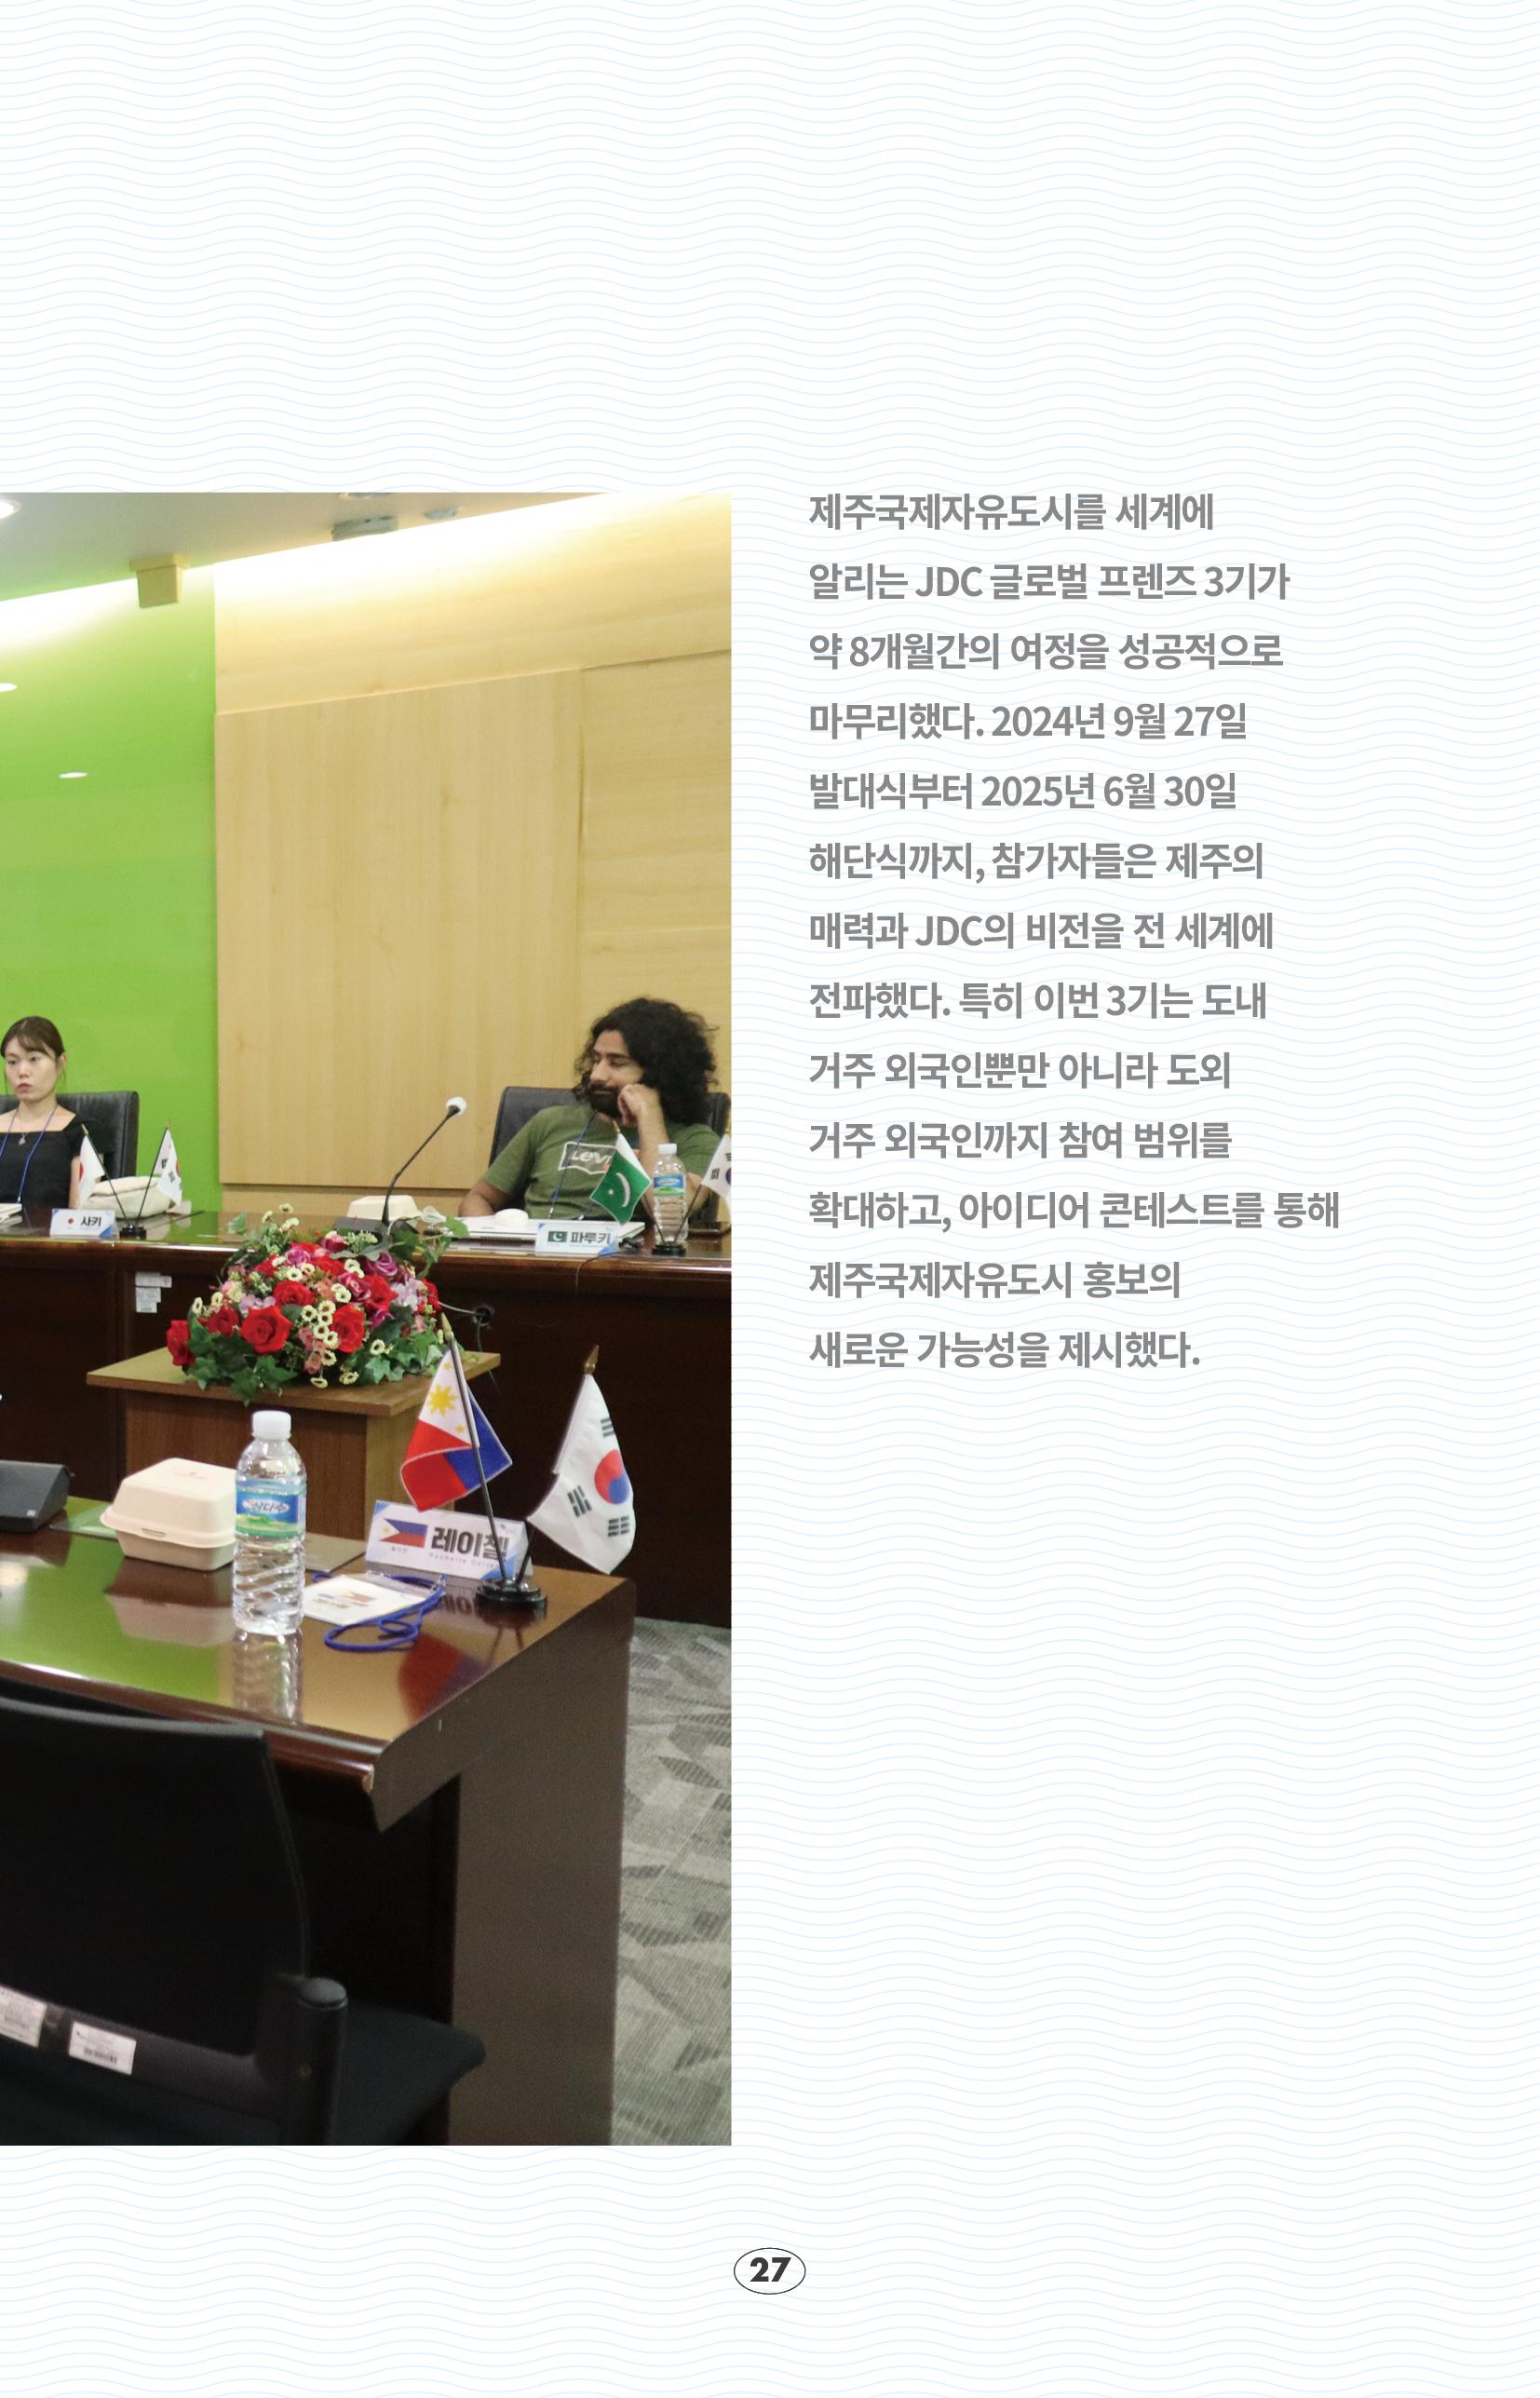 제주국제자유도시를 세계에
알리는 JDC 글로벌 프렌즈 3기가
약 8개월간의 여정을 성공적으로
마무리했다. 2024년 9월 27일
발대식부터 2025년 6월 30일
해단식까지, 참가자들은 제주의
매력과 JDC의 비전을 전 세계에
전파했다. 특히 이번 3기는 도내
거주 외국인뿐만 아니라 도외
거주 외국인까지 참여 범위를
확대하고, 아이디어 콘테스트를 통해
제주국제자유도시 홍보의
새로운 가능성을 제시했다.
사키
파루키
레이첼
27